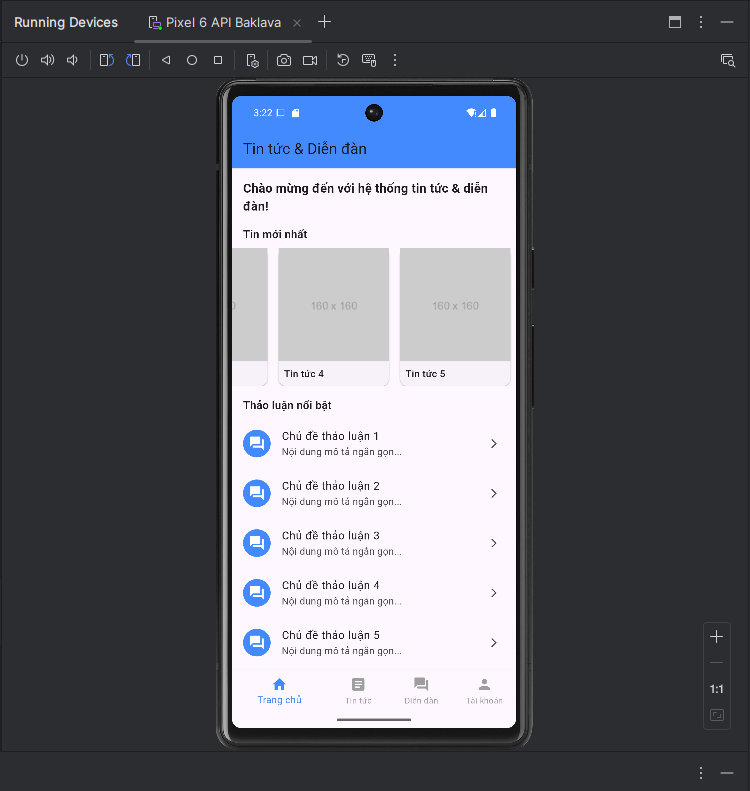 Running Devices
Pixel 6 API Baklava
3:22
Tin tức & Diễn đàn
Chào mừng đến với hệ thống tin tức & diễn
đàn!
Tin mới nhất
0
160 x 160
160 x 160
Tin tức 4
Tin tức 5
Thảo luận nổi bật
Chủ đề thảo luận 1
Nội dung mô tả ngắn gọn...
Chủ đề thảo luận 2
Nội dung mô tả ngắn gọn...
Chủ đề thảo luận 3
Nội dung mô tả ngắn gọn...
Chủ đề thảo luận 4
Nội dung mô tả ngắn gọn...
Chủ đề thảo luận 5
Nội dung mô tả ngắn gọn...
Trang chủ
Tin tức
Diễn đàn
Tài khoản
1:1